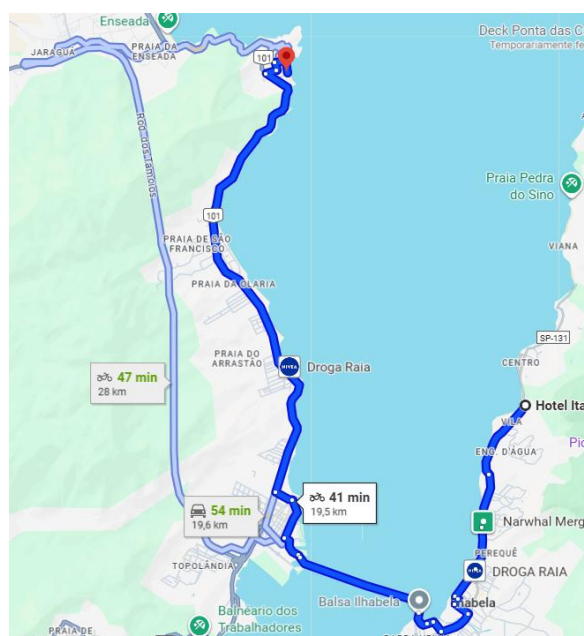 Enseada
PRAIA DA
ENSEADA
JARAGUÁ
101
Deck Ponta das C
Temporariamente fe
Rod. dos Tamoios
Praia Pedra
do Sino
101
PRAIA DE SÃO
FRANCISCO
VIANA
PRAIA DA OLARIA
SP-131
PRAIA DO
ARRASTÃO
NIVEA
Droga Raia
CENTRO
47 min
28 km
Hotel Ita
VILA
ENG. D'ÁGUA
Pic
41 min
19,5 km
54 min
19,6 km
Narwhal Merg
PEREQUÊ
TOPOLÂNDIA
DROGA RAIA
Balsa Ilhabela
Balneário dos
Trabalhadores
PRAIA DE